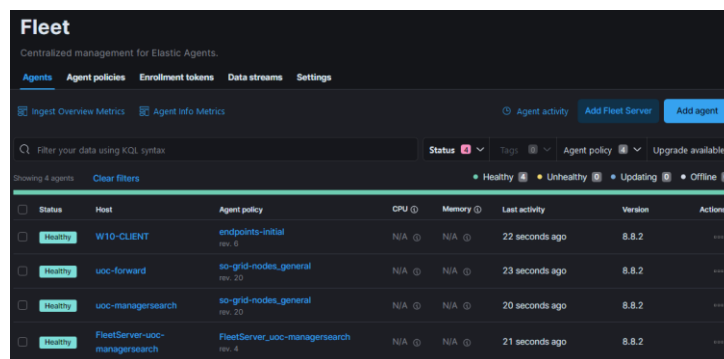 Fleet
Centralized management for Elastic Agents.
Agents Agent policies Enrollment tokens Data streams Settings
Ingest Overview Metrics Agent Info Metrics Agent activity Add Fleet Server Add agent
Filter your data using KQL syntax Status 4 Tags 0 Agent policy 4 Upgrade available
Showing 4 agents Clear filters Healthy 4 Unhealthy 0 Updating 0 Offline
Status Host Agent policy CPU Memory Last activity Version Actions
Healthy W10-CLIENT endpoints-initial N/A N/A 22 seconds ago 8.8.2
rev. 6
Healthy uoc-forward so-grid-nodes_general N/A N/A 23 seconds ago 8.8.2
rev. 20
Healthy uoc-managersearch so-grid-nodes_general N/A N/A 20 seconds ago 8.8.2
rev. 20
Healthy FleetServer-uoc-managersearch FleetServer_uoc-managersearch N/A N/A 21 seconds ago 8.8.2
rev. 4